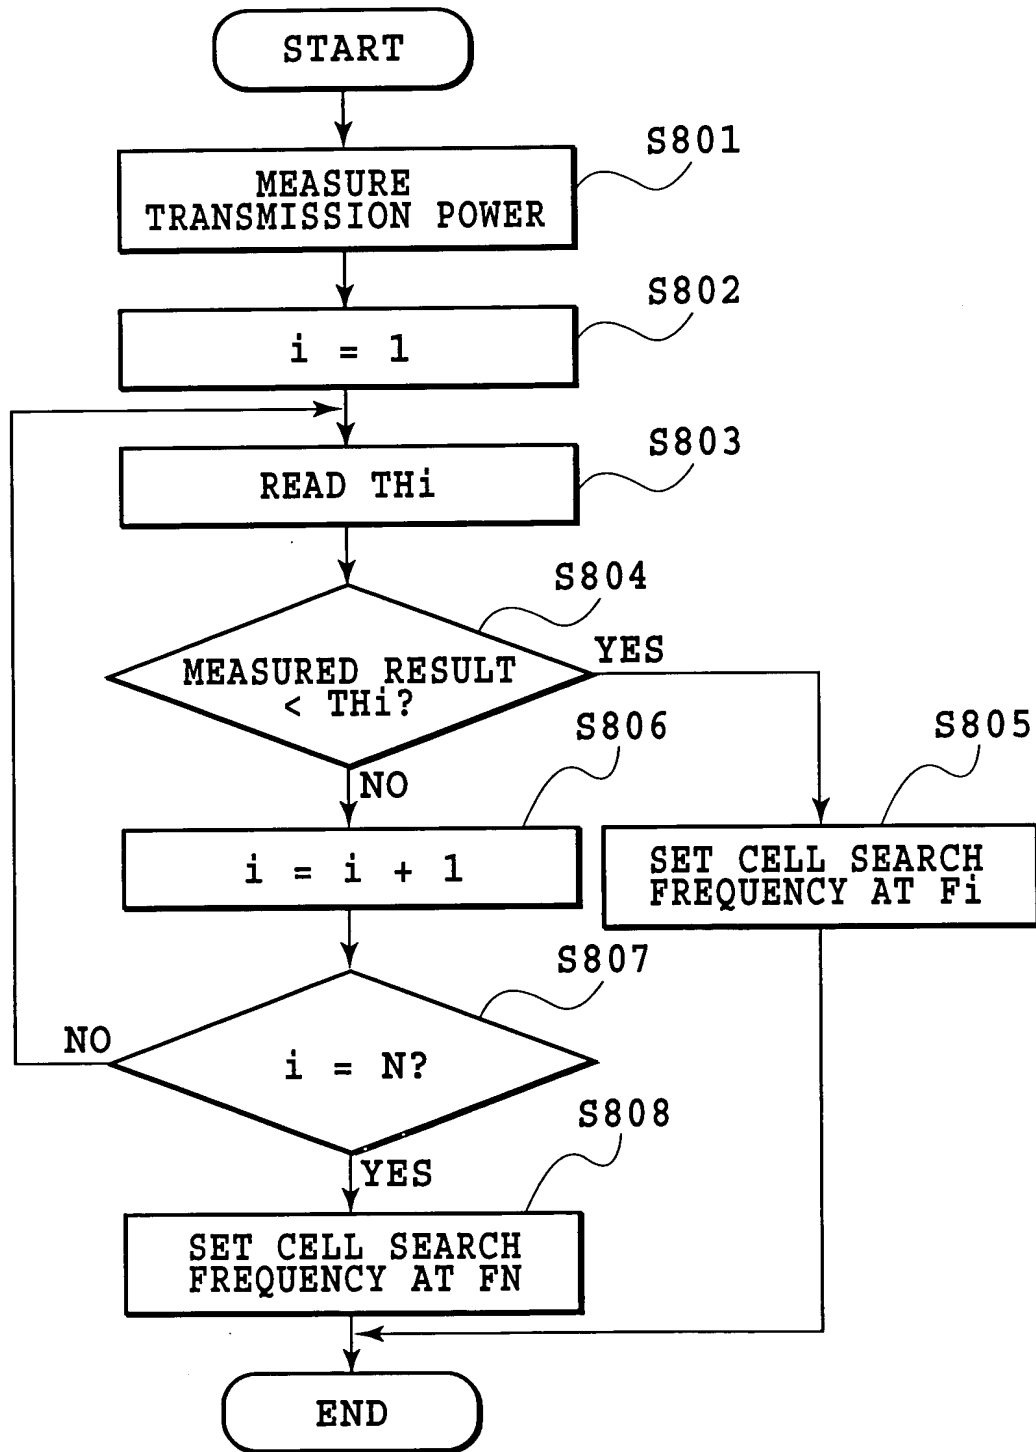 START
S801
MEASURE
TRANSMISSION POWER
S802
i = 1
S803
READ THi
S804
MEASURED RESULT
< THi?
YES
NO
S806
i = i + 1
S805
SET CELL SEARCH
FREQUENCY AT Fi
S807
i = N?
NO
YES
S808
SET CELL SEARCH
FREQUENCY AT FN
END